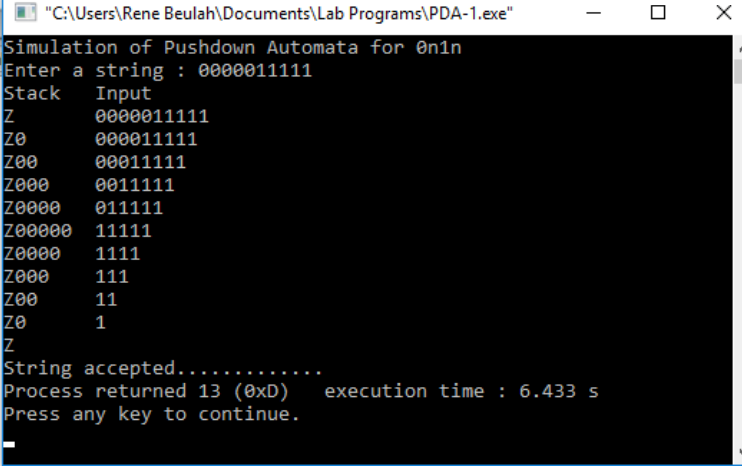 "C:\Users\Rene Beulah\Documents\Lab Programs\PDA-1.exe"
Simulation of Pushdown Automata for 0n1n
Enter a string : 0000011111
Stack   Input
Z       0000011111
Z0      000011111
Z00     00011111
Z000    0011111
Z0000   011111
Z00000  11111
Z0000   1111
Z000    111
Z00     11
Z0      1
Z
String accepted.............
Process returned 13 (0xD)   execution time : 6.433 s
Press any key to continue.